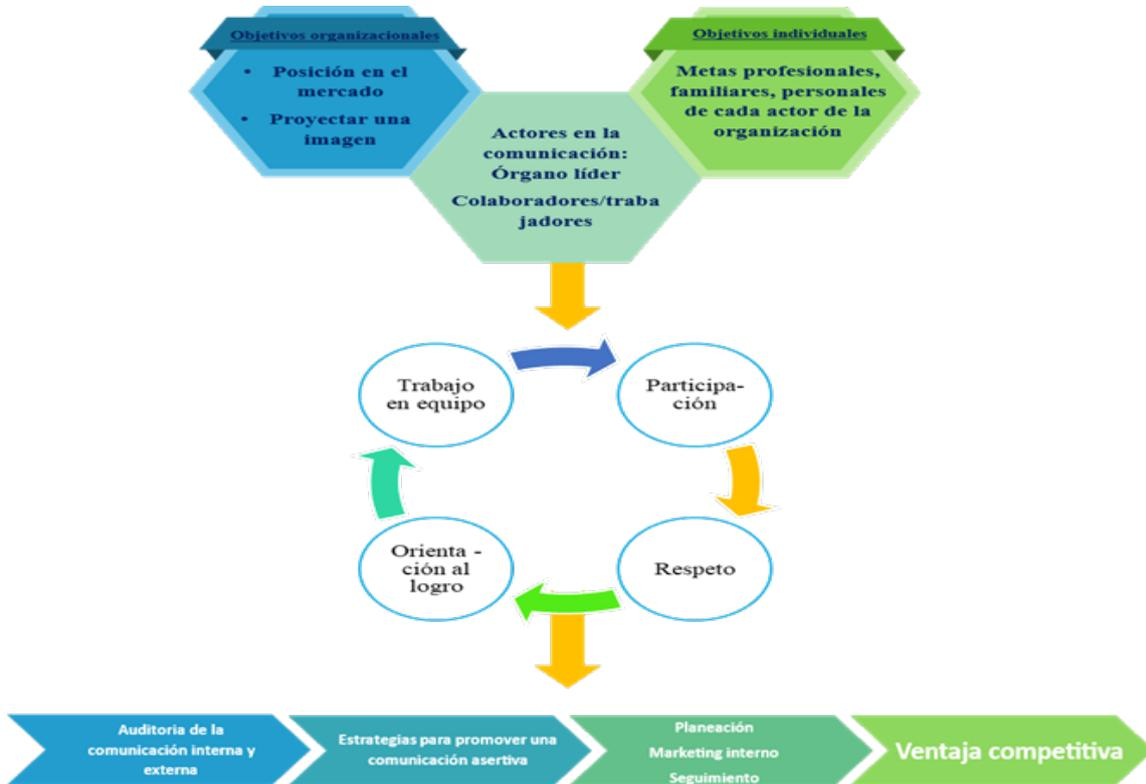 Objetivos organizacionales
• Posición en el
mercado
• Proyectar una
imagen
Objetivos individuales
Metas profesionales,
familiares, personales
de cada actor de la
organización
Actores en la
comunicación:
Órgano líder
Colaboradores/traba
jadores
Trabajo
en equipo
Participa-
ción
Respeto
Orienta -
ción al
logro
Auditoria de la
comunicación interna y
externa
Estrategias para promover una
comunicación asertiva
Planeación
Marketing interno
Seguimiento
Ventaja competitiva